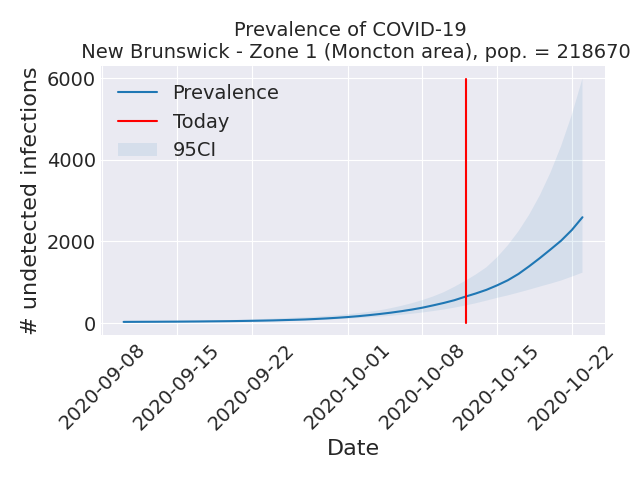 Prevalence of COVID-19
New Brunswick - Zone 1 (Moncton area), pop. = 218670
# undetected infections
6000
4000
2000
0
Prevalence
Today
95CI
2020-09-08
2020-09-15
2020-09-22
2020-10-01
2020-10-08
2020-10-15
2020-10-22
Date